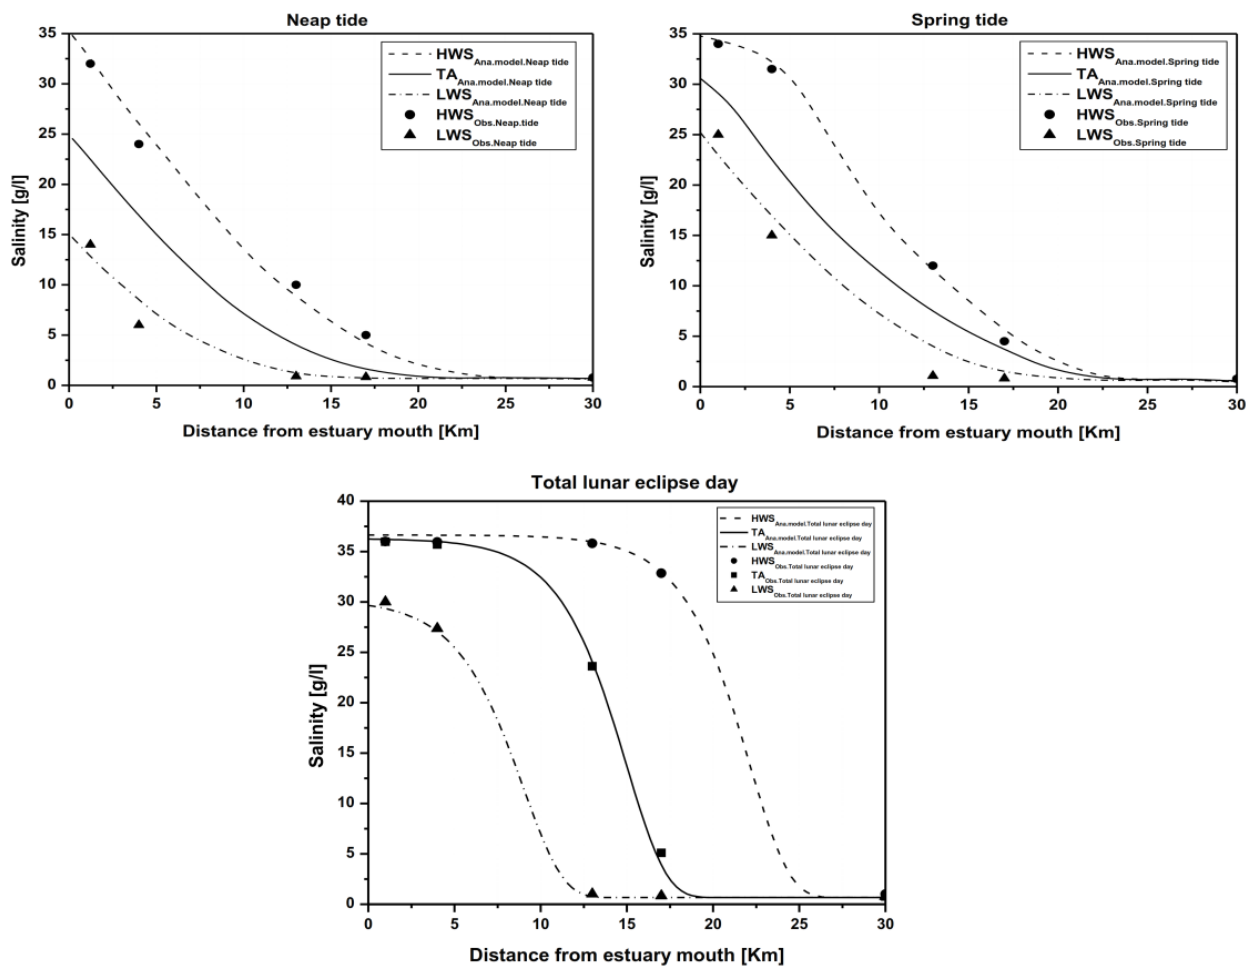 Neap tide
35
30
25
20
15
10
5
0
Salinity [g/l]
HWS Ana.model.Neap tide
TA Ana.model.Neap tide
LWS Ana.model.Neap tide
HWS Obs.Neap.tide
LWS Obs.Neap tide
0 5 10 15 20 25 30
Distance from estuary mouth [Km]
Spring tide
35
30
25
20
15
10
5
0
Salinity [g/l]
HWS Ana.model.Spring tide
TA Ana.model.Spring tide
LWS Ana.model.Spring tide
HWS Obs.Spring tide
LWS Obs.Spring tide
0 5 10 15 20 25 30
Distance from estuary mouth [Km]
Total lunar eclipse day
40
35
30
25
20
15
10
5
0
Salinity [g/l]
HWS Ana.model.Total lunar eclipse day
TA Ana.model.Total lunar eclipse day
LWS Ana.model.Total lunar eclipse day
HWS Obs.Total lunar eclipse day
TA Obs.Total lunar eclipse day
LWS Obs.Total lunar eclipse day
0 5 10 15 20 25 30
Distance from estuary mouth [Km]